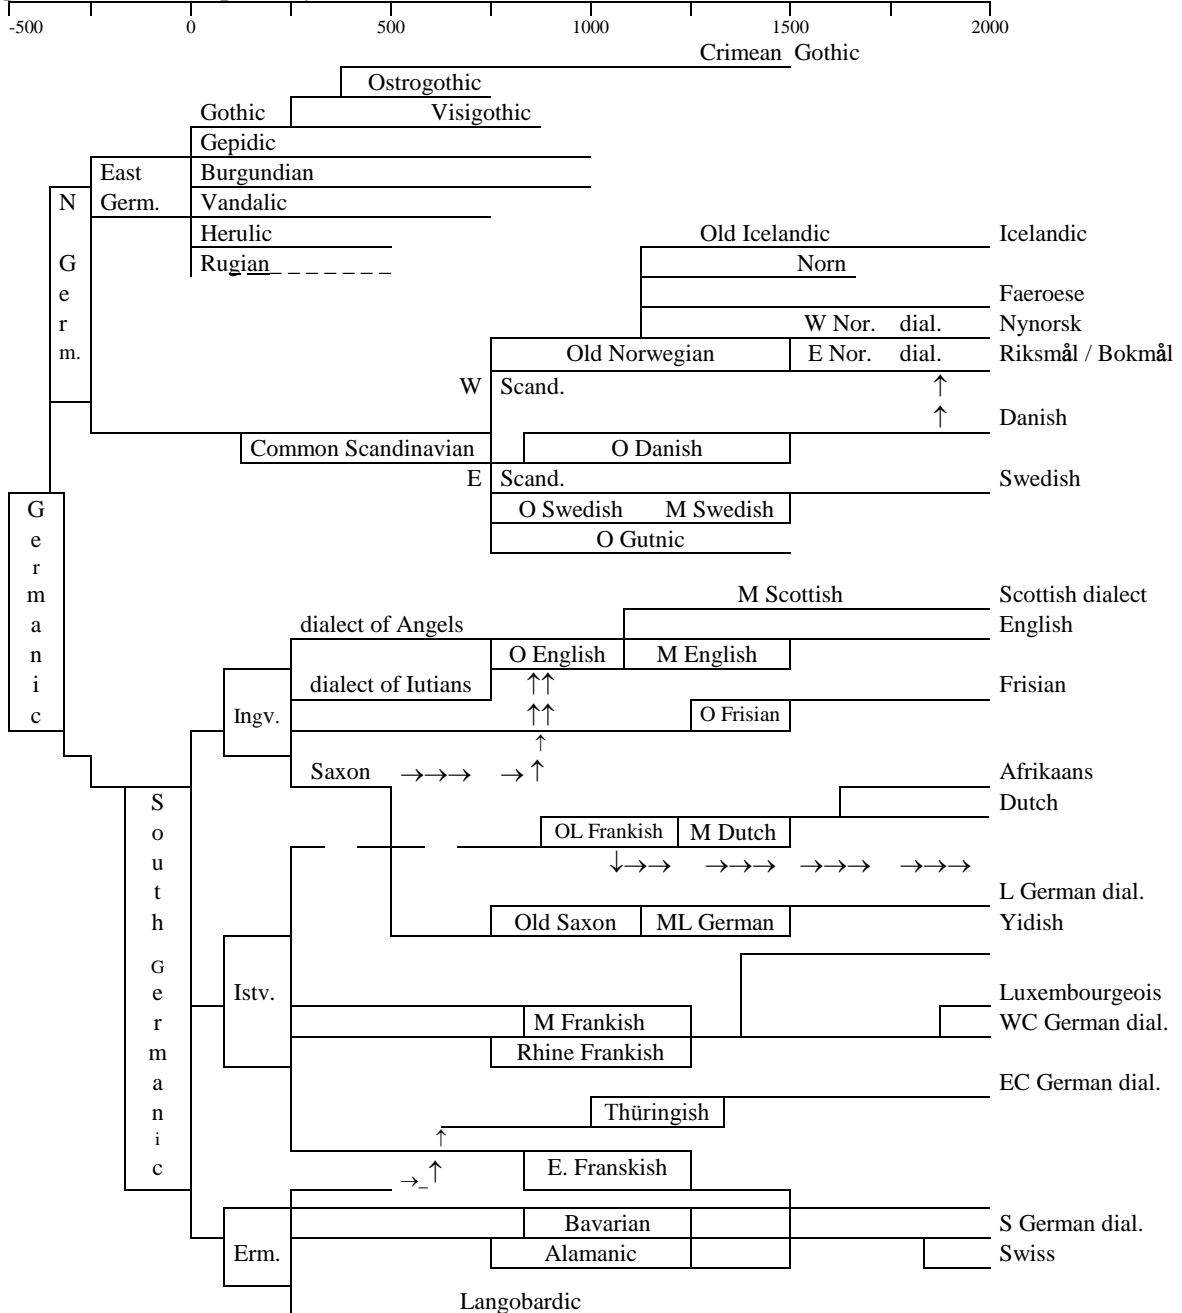 -500 0 500 1000 1500 2000
Crimean Gothic
Ostrogothic
Gothic Visigothic
Gepidic
East Burgundian
N Germ. Vandalic
Herulic Old Icelandic Icelandic
G Rugian Norn
e Faeroese
r W Nor. dial. Nynorsk
m. Old Norwegian E Nor. dial. Riksmål / Bokmål
W Scand. ↑
↑ Danish
Common Scandinavian O Danish
E Scand. Swedish
G O Swedish M Swedish
e O Gutnic
r
m M Scottish Scottish dialect
a dialect of Angels English
n O English M English
i dialect of Iutians ↑↑ Frisian
c Ingv. ↑↑ O Frisian
↑
Saxon →→→ →↑ Afrikaans
S Dutch
o OL Frankish M Dutch
u ↓→→ →→→ →→→ →→→
t L German dial.
h Old Saxon ML German Yidish
G
e Istv. Luxembourgeois
r M Frankish WC German dial.
m Rhine Frankish
a EC German dial.
n Thüringish
i ↑
c →_↑ E. Franskish
Bavarian S German dial.
Erm. Alamanic Swiss
Langobardic